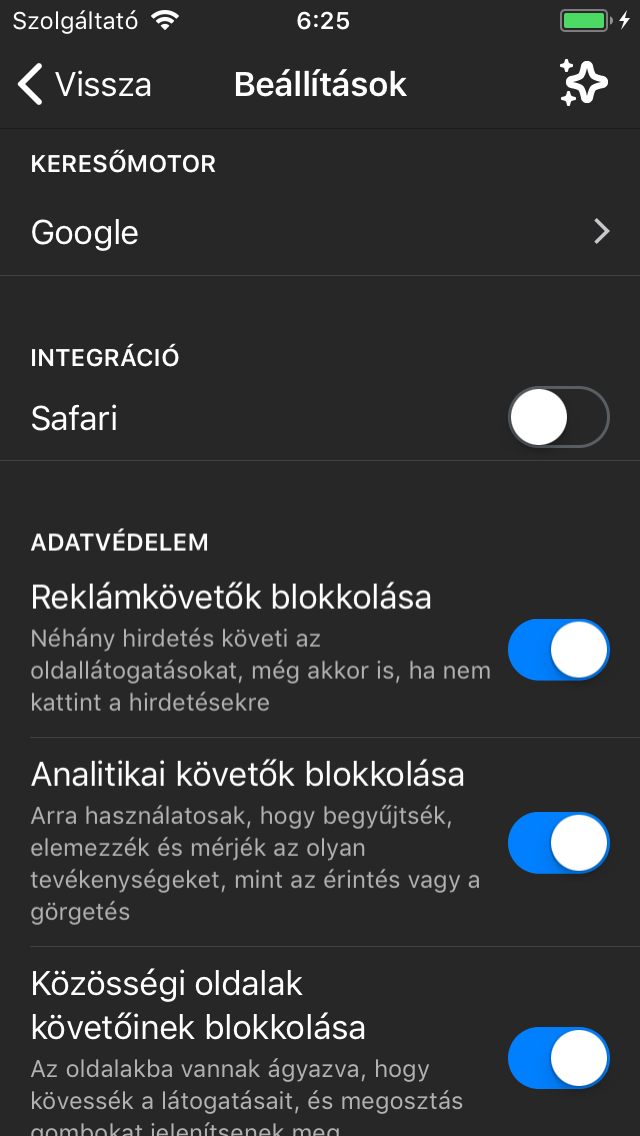 Szolgáltató 6:25
Vissza Beállítások
KERESŐMOTOR
Google
INTEGRÁCIÓ
Safari
ADATVÉDELEM
Reklámkövetők blokkolása
Néhány hirdetés követi az
oldallátogatásokat, még akkor is, ha nem
kattint a hirdetésekre
Analitikai követők blokkolása
Arra használatosak, hogy begyűjtsék,
elemezzék és mérjék az olyan
tevékenységeket, mint az érintés vagy a
görgetés
Közösségi oldalak
követőinek blokkolása
Az oldalakba vannak ágyazva, hogy
kövessék a látogatásait, és megosztás
gombokat jelenítsenek meg